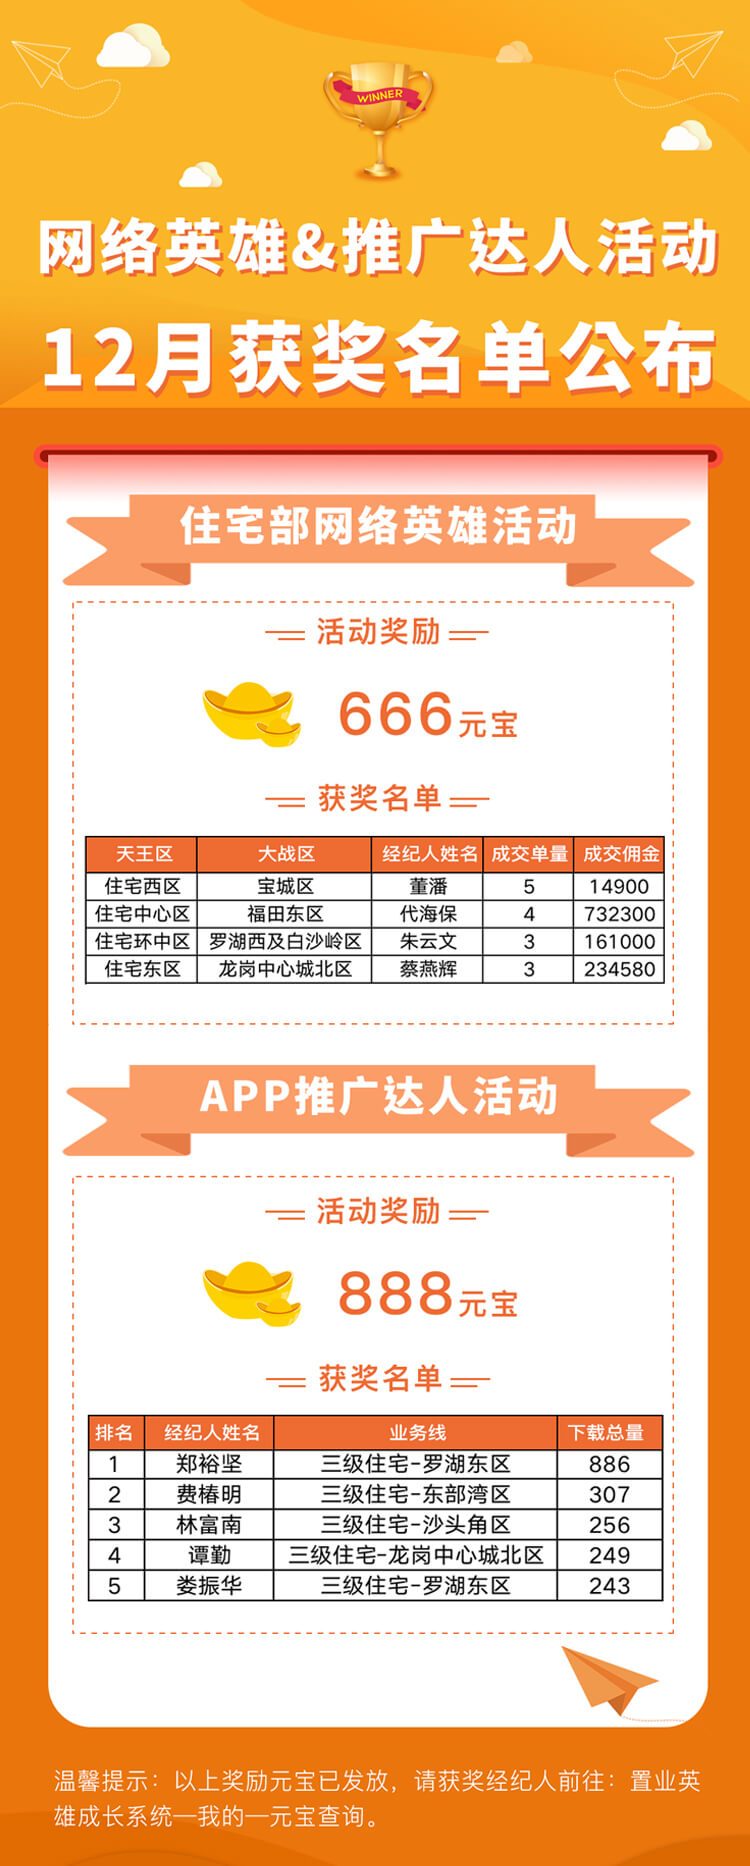 WINNER
网络英雄&推广达人活动
12月获奖名单公布
住宅部网络英雄活动
活动奖励
666元宝
获奖名单
天王区 大战区 经纪人姓名 成交单量 成交佣金
住宅西区 宝城区 董潘 5 14900
住宅中心区 福田东区 代海保 4 732300
住宅环中区 罗湖西及白沙岭区 朱云文 3 161000
住宅东区 龙岗中心城北区 蔡燕辉 3 234580
APP推广达人活动
活动奖励
888元宝
获奖名单
排名 经纪人姓名 业务线 下载总量
1 郑裕坚 三级住宅-罗湖东区 886
2 费椿明 三级住宅-东部湾区 307
3 林富南 三级住宅-沙头角区 256
4 谭勤 三级住宅-龙岗中心城北区 249
5 娄振华 三级住宅-罗湖东区 243
温馨提示：以上奖励元宝已发放，请获奖经纪人前往：置业英
雄成长系统—我的—元宝查询。